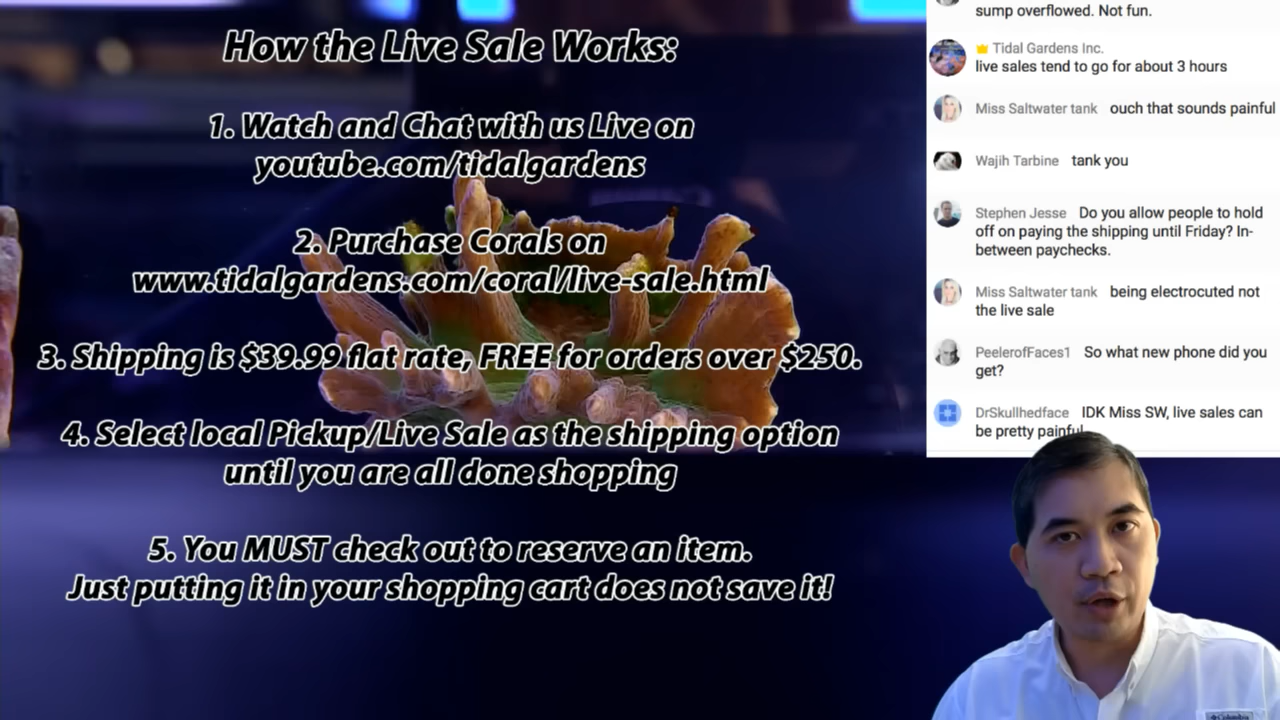 How the Live Sale Works:
1. Watch and Chat with us Live on
youtube.com/tidalgardens
2. Purchase Corals on
www.tidalgardens.com/coral/live-sale.html
3. Shipping is $39.99 flat rate, FREE for orders over $250.
4. Select local Pickup/Live Sale as the shipping option
until you are all done shopping
5. You MUST check out to reserve an item.
Just putting it in your shopping cart does not save it!
sump overflowed. Not fun.
Tidal Gardens Inc.
live sales tend to go for about 3 hours
Miss Saltwater tank ouch that sounds painful
Wajih Tarbine tank you
Stephen Jesse Do you allow people to hold
off on paying the shipping until Friday? In-
between paychecks.
Miss Saltwater tank being electrocuted not
the live sale
PeelerofFaces1 So what new phone did you
get?
DrSkullhedface IDK Miss SW, live sales can
be pretty painful
Columbia